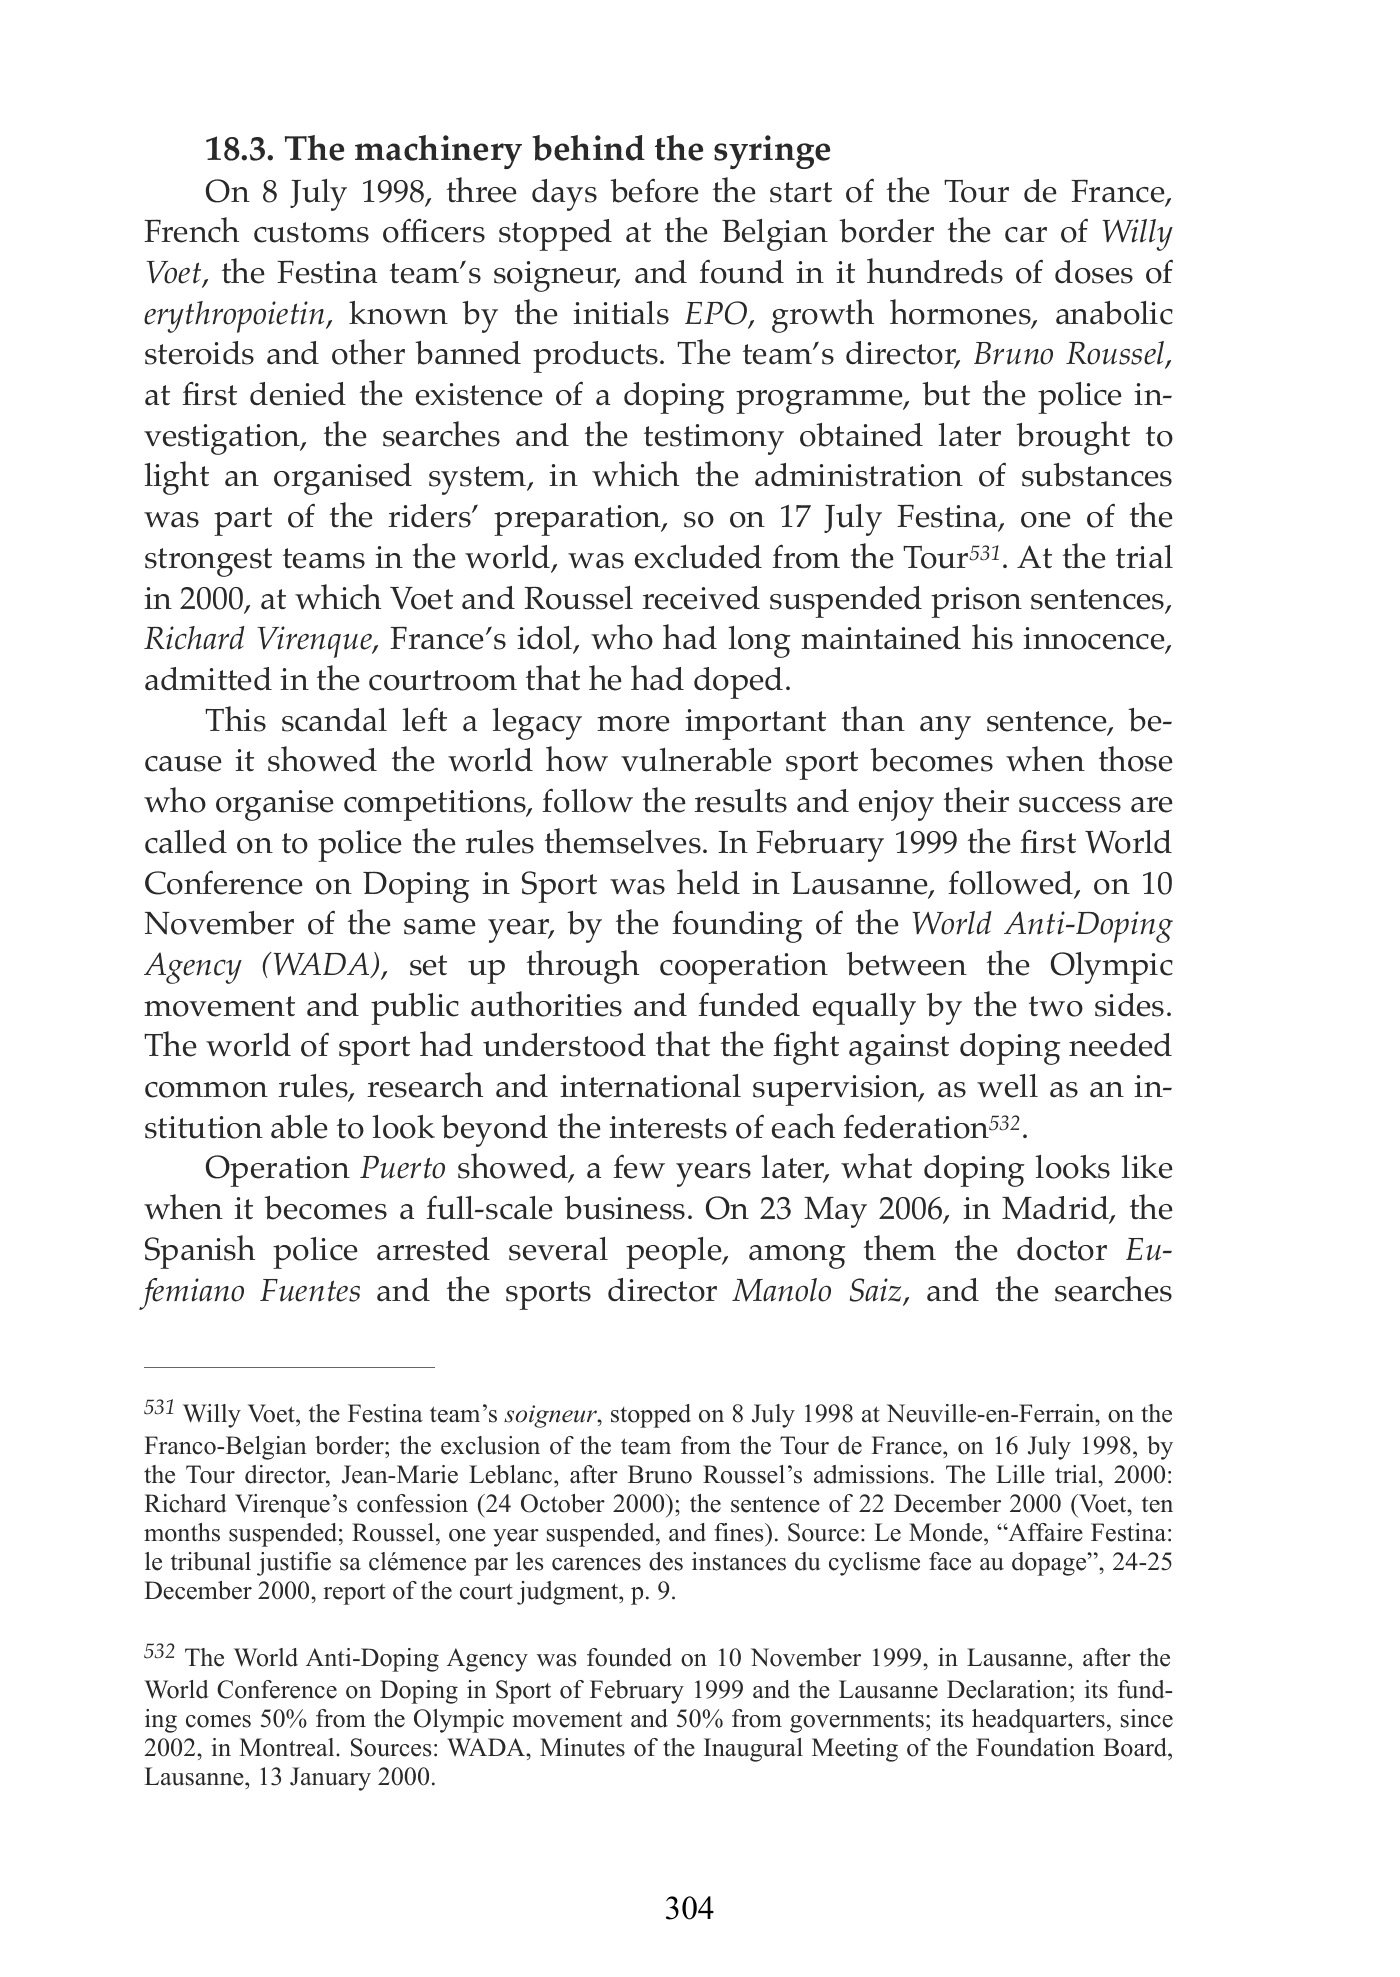 18.3. The machinery behind the syringe
On 8 July 1998, three days before the start of the Tour de France,
French customs officers stopped at the Belgian border the car of Willy
Voet, the Festina team’s soigneur, and found in it hundreds of doses of
erythropoietin, known by the initials EPO, growth hormones, anabolic
steroids and other banned products. The team’s director, Bruno Roussel,
at first denied the existence of a doping programme, but the police in-
vestigation, the searches and the testimony obtained later brought to
light an organised system, in which the administration of substances
was part of the riders’ preparation, so on 17 July Festina, one of the
strongest teams in the world, was excluded from the Tour531. At the trial
in 2000, at which Voet and Roussel received suspended prison sentences,
Richard Virenque, France’s idol, who had long maintained his innocence,
admitted in the courtroom that he had doped.
This scandal left a legacy more important than any sentence, be-
cause it showed the world how vulnerable sport becomes when those
who organise competitions, follow the results and enjoy their success are
called on to police the rules themselves. In February 1999 the first World
Conference on Doping in Sport was held in Lausanne, followed, on 10
November of the same year, by the founding of the World Anti-Doping
Agency (WADA), set up through cooperation between the Olympic
movement and public authorities and funded equally by the two sides.
The world of sport had understood that the fight against doping needed
common rules, research and international supervision, as well as an in-
stitution able to look beyond the interests of each federation532.
Operation Puerto showed, a few years later, what doping looks like
when it becomes a full-scale business. On 23 May 2006, in Madrid, the
Spanish police arrested several people, among them the doctor Eu-
femiano Fuentes and the sports director Manolo Saiz, and the searches
531 Willy Voet, the Festina team’s soigneur, stopped on 8 July 1998 at Neuville-en-Ferrain, on the
Franco-Belgian border; the exclusion of the team from the Tour de France, on 16 July 1998, by
the Tour director, Jean-Marie Leblanc, after Bruno Roussel’s admissions. The Lille trial, 2000:
Richard Virenque’s confession (24 October 2000); the sentence of 22 December 2000 (Voet, ten
months suspended; Roussel, one year suspended, and fines). Source: Le Monde, “Affaire Festina:
le tribunal justifie sa clémence par les carences des instances du cyclisme face au dopage”, 24-25
December 2000, report of the court judgment, p. 9.
532 The World Anti-Doping Agency was founded on 10 November 1999, in Lausanne, after the
World Conference on Doping in Sport of February 1999 and the Lausanne Declaration; its fund-
ing comes 50% from the Olympic movement and 50% from governments; its headquarters, since
2002, in Montreal. Sources: WADA, Minutes of the Inaugural Meeting of the Foundation Board,
Lausanne, 13 January 2000.
304